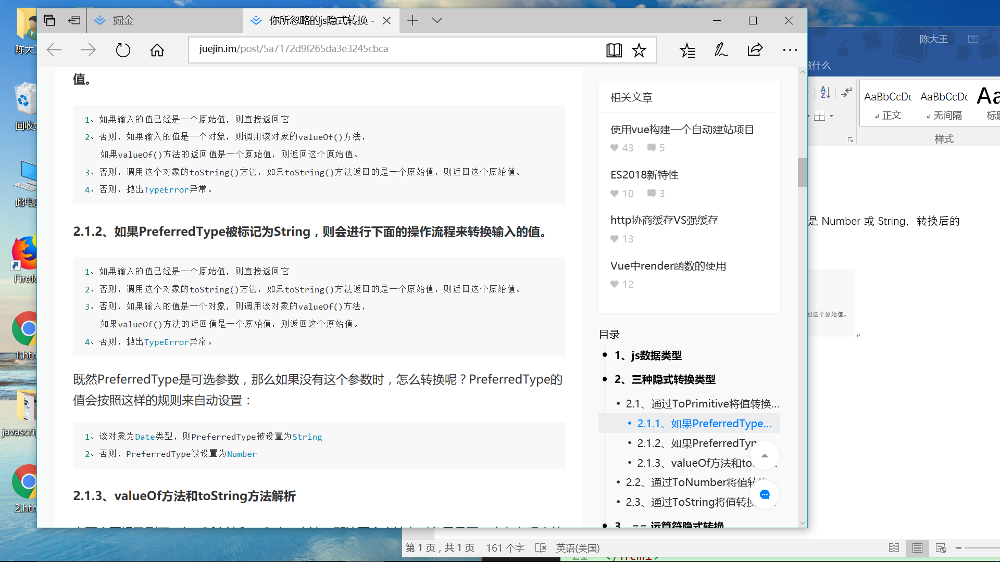 掘金
你所忽略的js隐式转换 -
juejin.im/post/5a7172d9f265da3e3245cbca
值。
1、如果输入的值已经是一个原始值，则直接返回它
2、否则，如果输入的值是一个对象，则调用该对象的valueOf()方法，
如果valueOf()方法的返回值是一个原始值，则返回这个原始值。
3、否则，调用这个对象的toString()方法，如果toString()方法返回的是一个原始值，则返回这个原始值。
4、否则，抛出TypeError异常。
2.1.2、如果PreferredType被标记为String，则会进行下面的操作流程来转换输入的值。
1、如果输入的值已经是一个原始值，则直接返回它
2、否则，调用这个对象的toString()方法，如果toString()方法返回的是一个原始值，则返回这个原始值。
3、否则，如果输入的值是一个对象，则调用该对象的valueOf()方法，
如果valueOf()方法的返回值是一个原始值，则返回这个原始值。
4、否则，抛出TypeError异常。
既然PreferredType是可选参数，那么如果没有这个参数时，怎么转换呢？PreferredType的
值会按照这样的规则来自动设置：
1、该对象为Date类型，则PreferredType被设置为String
2、否则，PreferredType被设置为Number
2.1.3、valueOf方法和toString方法解析
相关文章
使用vue构建一个自动建站项目
43 5
ES2018新特性
10 3
http协商缓存VS强缓存
13
Vue中render函数的使用
12
目录
1、js数据类型
2、三种隐式转换类型
2.1、通过ToPrimitive将值转换...
2.1.1、如果PreferredType...
2.1.2、如果PreferredTyp
2.1.3、valueOf方法和to
2.2、通过ToNumber将值转
2.3、通过ToString将值转
3、== 运算符隐式转换
陈大王
什么
AaBbCcDc AaBbCcDc Aa
正文 无间隔 标题
样式
是 Number 或 String，转换后的
回这个原始值。
第 1 页，共 1 页 161 个字 英语(美国)
陈大王
回收站
此电脑
Firefo
1.htm
javascrip
2.htm